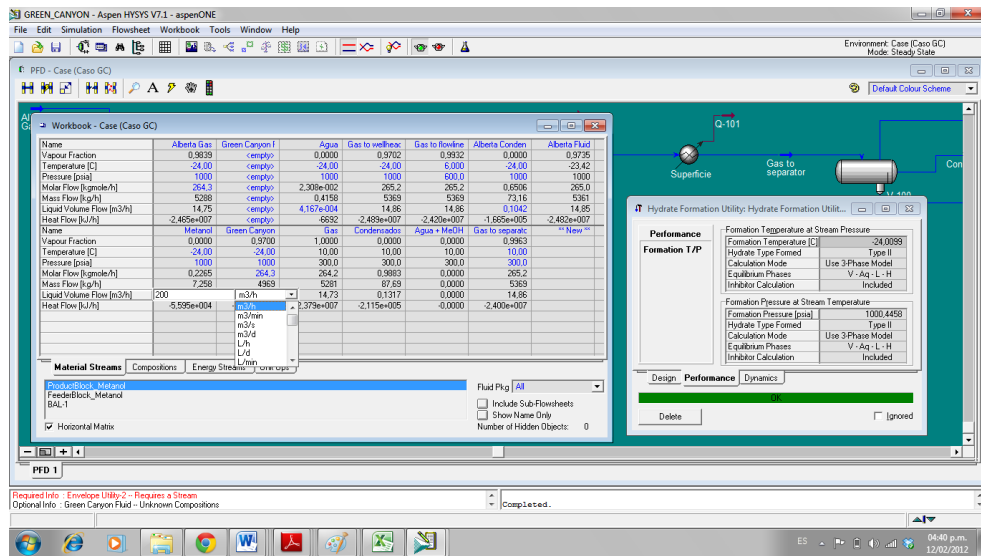 GREEN_CANYON - Aspen HYSYS V7.1 - aspenONE
File Edit Simulation Flowsheet Workbook Tools Window Help
Environment: Case (Caso GC)
Mode: Steady State
PFD - Case (Caso GC)
Default Colour Scheme
Workbook - Case (Caso GC)
Name Alberta Gas Green Canyon F Agua Gas to wellheac Gas to flowline Alberta Conden Alberta Fluid
Vapour Fraction 0,9839 <empty> 0,0000 0,9702 0,9932 0,0000 0,9735
Temperature [C] -24,00 <empty> -24,00 -24,00 6,000 -24,00 -23,42
Pressure [psia] 1000 <empty> 1000 1000 600,0 1000 1000
Molar Flow [kgmole/h] 264,3 <empty> 2,308e-002 265,2 265,2 0,6506 265,0
Mass Flow [kg/h] 5288 <empty> 0,4158 5369 5369 73,16 5361
Liquid Volume Flow [m3/h] 14,75 <empty> 4,167e-004 14,86 14,86 0,1042 14,85
Heat Flow [kJ/h] -2,465e+007 <empty> -6692 -2,489e+007 -2,420e+007 -1,665e+005 -2,482e+007
Name Metanol Green Canyon Gas Condensados Agua + MeOH Gas to separatc ** New **
Vapour Fraction 0,0000 0,9700 1,0000 0,0000 0,0000 0,9963
Temperature [C] -24,00 -24,00 10,00 10,00 10,00 10,00
Pressure [psia] 1000 1000 300,0 300,0 300,0 300,0
Molar Flow [kgmole/h] 0,2265 264,3 264,2 0,9883 0,0000 265,2
Mass Flow [kg/h] 7,258 4969 5281 87,69 0,0000 5369
Liquid Volume Flow [m3/h] 200 m3/h 14,73 0,1317 0,0000 14,86
Heat Flow [kJ/h] -5,595e+004 2,379e+007 -2,115e+005 -0,0000 -2,400e+007
m3/h
m3/min
m3/s
m3/d
L/h
L/d
L/min
Material Streams Compositions Energy Streams Unit Ops
ProductBlock_Metanol
FeederBlock_Metanol
BAL-1
Fluid Pkg All
Include Sub-Flowsheets
Show Name Only
Number of Hidden Objects: 0
Horizontal Matrix
Q-101
Superficie
Gas to
separator
V-100
Con
Hydrate Formation Utility: Hydrate Formation Utilit...
Performance
Formation T/P
Formation Temperature at Stream Pressure
Formation Temperature [C] -24,0099
Hydrate Type Formed Type II
Calculation Mode Use 3-Phase Model
Equilibrium Phases V - Aq - L - H
Inhibitor Calculation Included
Formation Pressure at Stream Temperature
Formation Pressure [psia] 1000,4458
Hydrate Type Formed Type II
Calculation Mode Use 3-Phase Model
Equilibrium Phases V - Aq - L - H
Inhibitor Calculation Included
Design Performance Dynamics
OK
Delete
Ignored
PFD 1
Required Info : Envelope Utility-2 -- Requires a Stream
Optional Info : Green Canyon Fluid -- Unknown Compositions
Completed.
ES
04:40 p.m.
12/02/2012